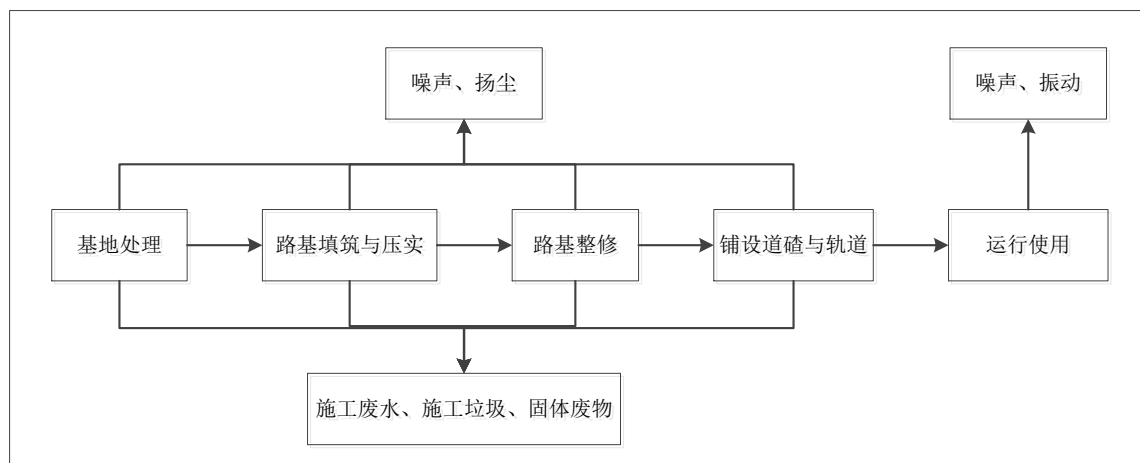 噪声、扬尘
噪声、振动
基地处理
路基填筑与压实
路基整修
铺设道碴与轨道
运行使用
施工废水、施工垃圾、固体废物